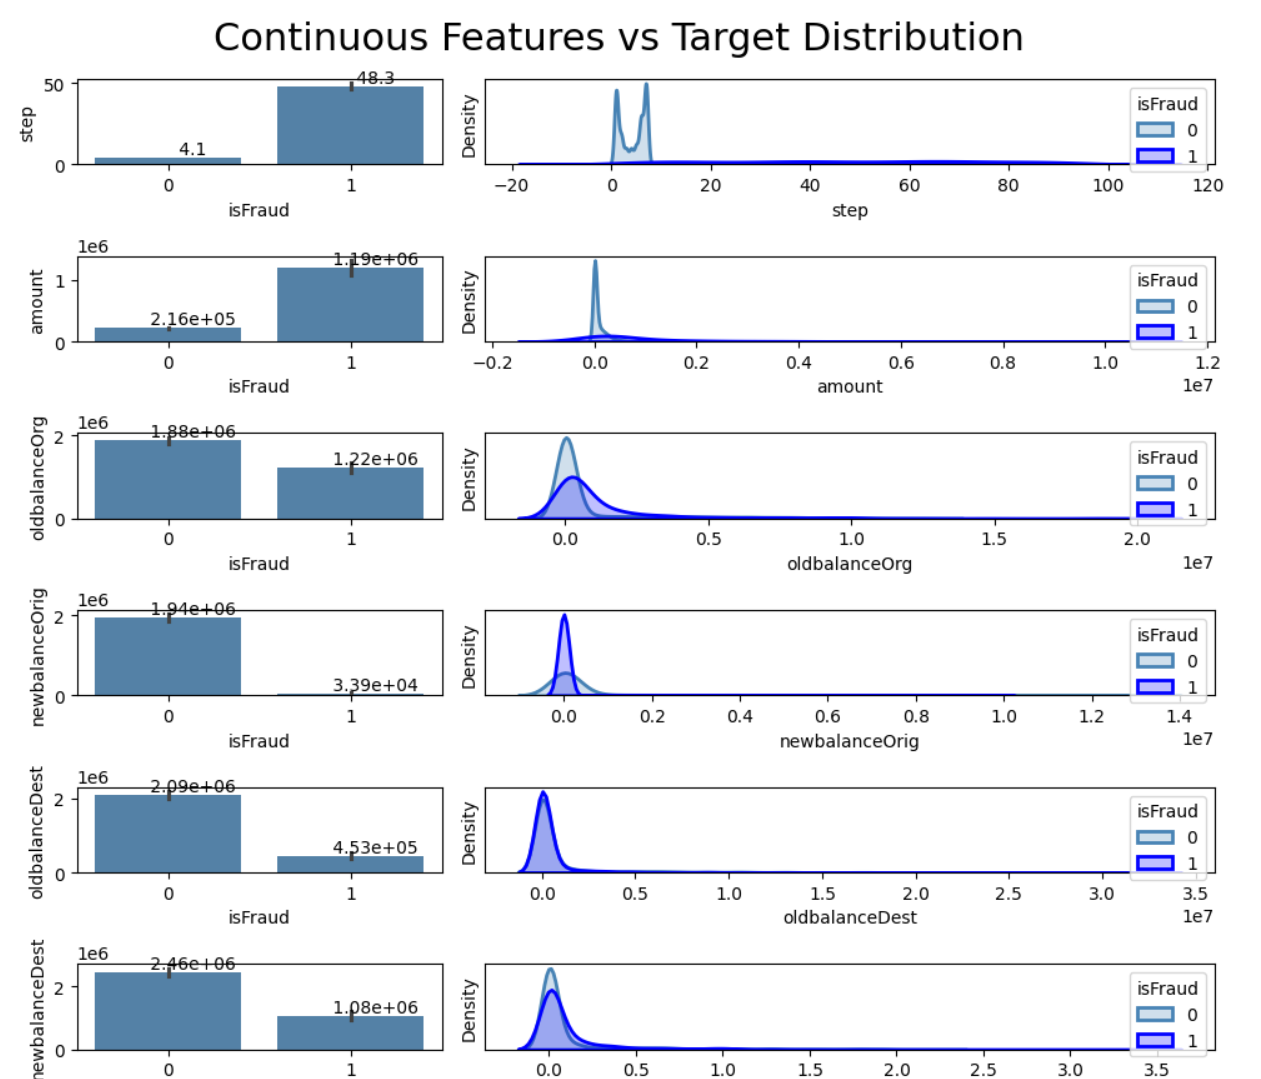 Continuous Features vs Target Distribution
50
0
step
48.3
4.1
0 1
isFraud
Density
isFraud
0
1
−20 0 20 40 60 80 100 120
step
1e6
1
0
amount
1.19e+06
2.16e+05
0 1
isFraud
Density
isFraud
0
1
−0.2 0.0 0.2 0.4 0.6 0.8 1.0 1.2
1e7
amount
1e6
2
0
oldbalanceOrg
1.88e+06
1.22e+06
0 1
isFraud
Density
isFraud
0
1
0.0 0.5 1.0 1.5 2.0
1e7
oldbalanceOrg
1e6
2
0
newbalanceOrig
1.94e+06
3.39e+04
0 1
isFraud
Density
isFraud
0
1
0.0 0.2 0.4 0.6 0.8 1.0 1.2 1.4
1e7
newbalanceOrig
1e6
2
0
oldbalanceDest
2.09e+06
4.53e+05
0 1
isFraud
Density
isFraud
0
1
0.0 0.5 1.0 1.5 2.0 2.5 3.0 3.5
1e7
oldbalanceDest
1e6
2
0
newbalanceDest
2.46e+06
1.08e+06
0 1
Density
isFraud
0
1
0.0 0.5 1.0 1.5 2.0 2.5 3.0 3.5